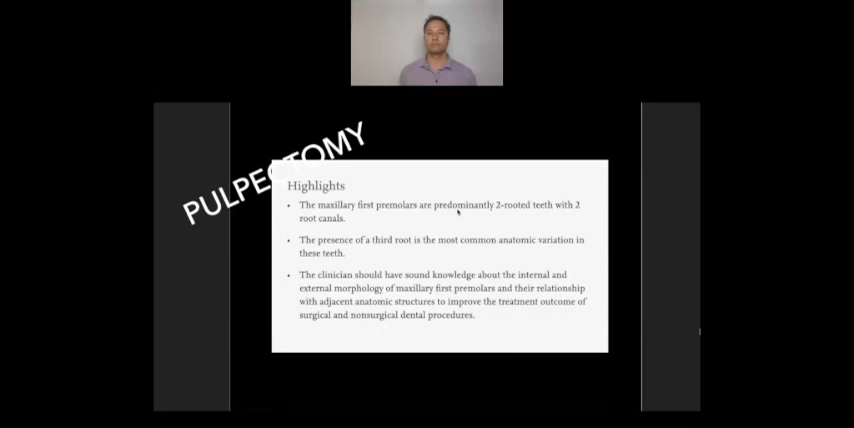 PULPECTOMY
Highlights
• The maxillary first premolars are predominantly 2-rooted teeth with 2
root canals.
• The presence of a third root is the most common anatomic variation in
these teeth.
• The clinician should have sound knowledge about the internal and
external morphology of maxillary first premolars and their relationship
with adjacent anatomic structures to improve the treatment outcome of
surgical and nonsurgical dental procedures.